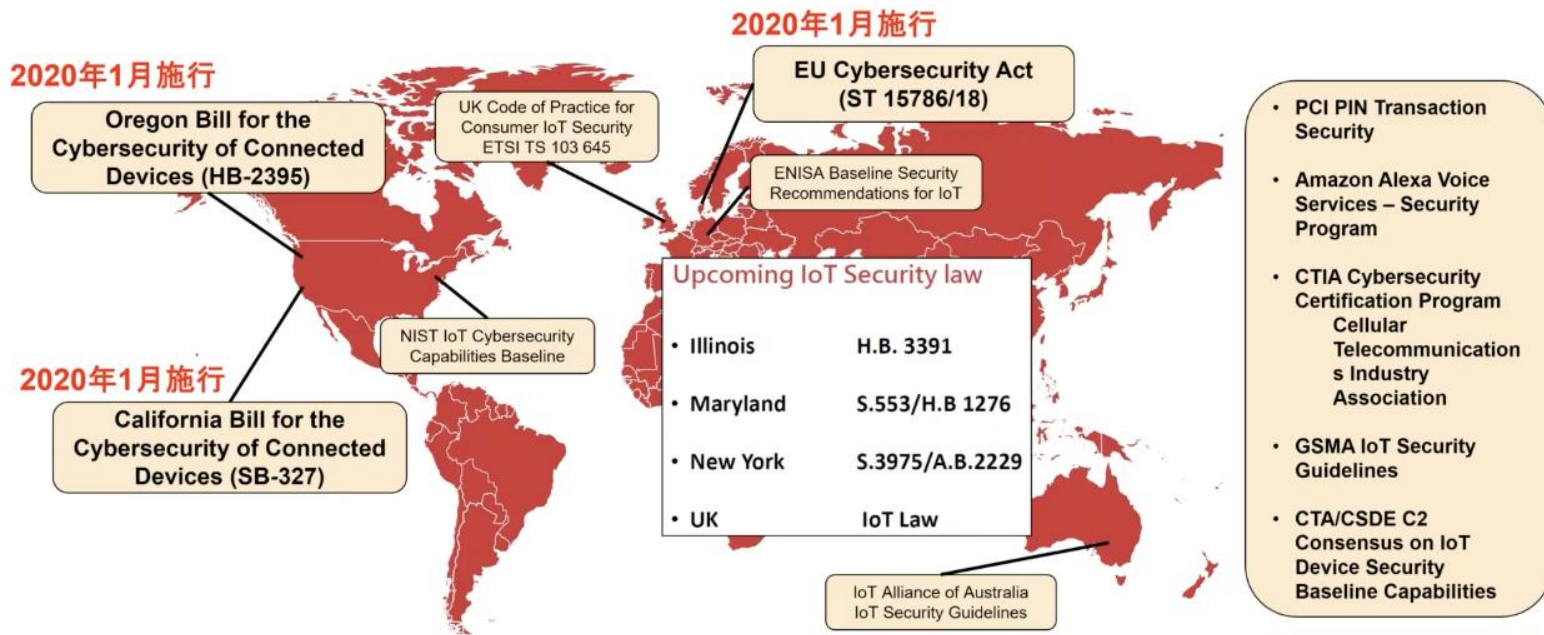 2020年1月施行
EU Cybersecurity Act
(ST 15786/18)
2020年1月施行
Oregon Bill for the
Cybersecurity of Connected
Devices (HB-2395)
UK Code of Practice for
Consumer IoT Security
ETSI TS 103 645
ENISA Baseline Security
Recommendations for IoT
NIST IoT Cybersecurity
Capabilities Baseline
2020年1月施行
California Bill for the
Cybersecurity of Connected
Devices (SB-327)
Upcoming IoT Security law
• Illinois H.B. 3391
• Maryland S.553/H.B 1276
• New York S.3975/A.B.2229
• UK IoT Law
IoT Alliance of Australia
IoT Security Guidelines
• PCI PIN Transaction
Security
• Amazon Alexa Voice
Services – Security
Program
• CTIA Cybersecurity
Certification Program
Cellular
Telecommunication
s Industry
Association
• GSMA IoT Security
Guidelines
• CTA/CSDE C2
Consensus on IoT
Device Security
Baseline Capabilities